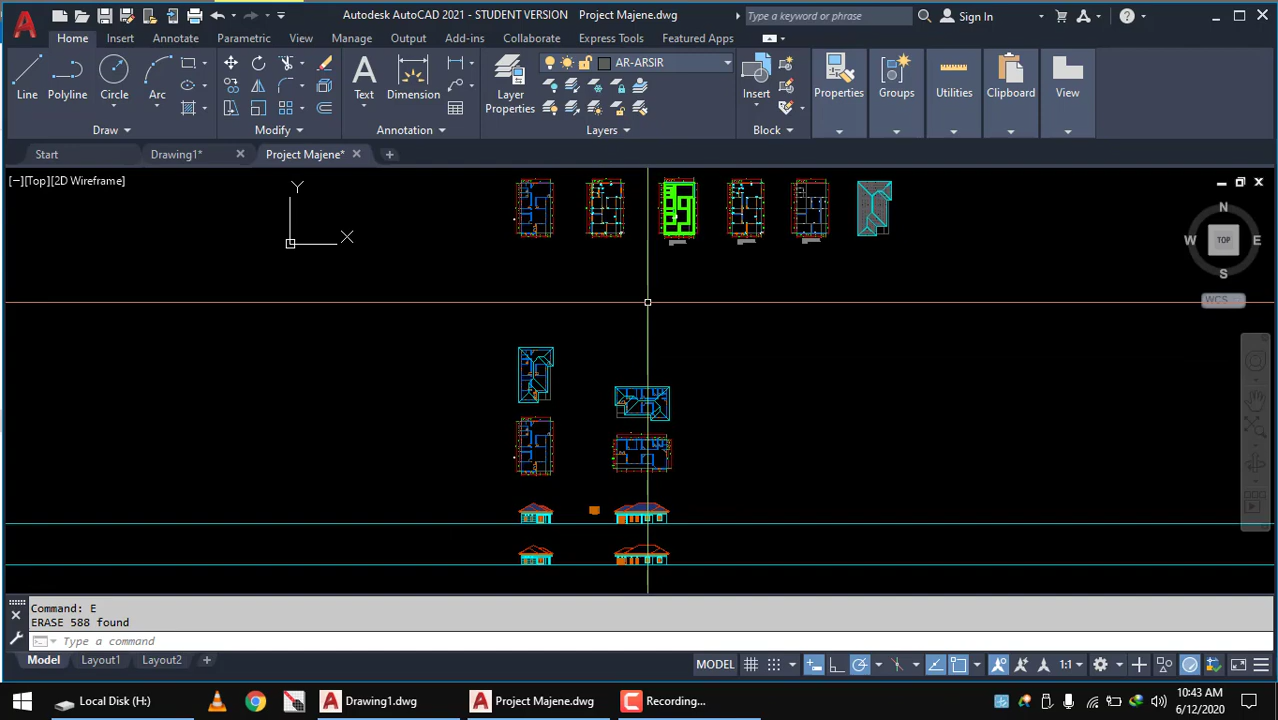 Autodesk AutoCAD 2021 - STUDENT VERSION Project Majene.dwg
Type a keyword or phrase
Sign In
Home Insert Annotate Parametric View Manage Output Add-ins Collaborate Express Tools Featured Apps
AR-ARSIR
Line Polyline Circle Arc Text Dimension Layer Properties Insert Properties Groups Utilities Clipboard View
Draw Modify Annotation Layers Block
Start Drawing1* Project Majene*
[−][Top][2D Wireframe]
Y
X
N
W TOP E
S
WCS
Command: E
ERASE 588 found
Type a command
Model Layout1 Layout2
MODEL 1:1
Local Disk (H:) Drawing1.dwg Project Majene.dwg Recording...
10:43 AM
6/12/2020